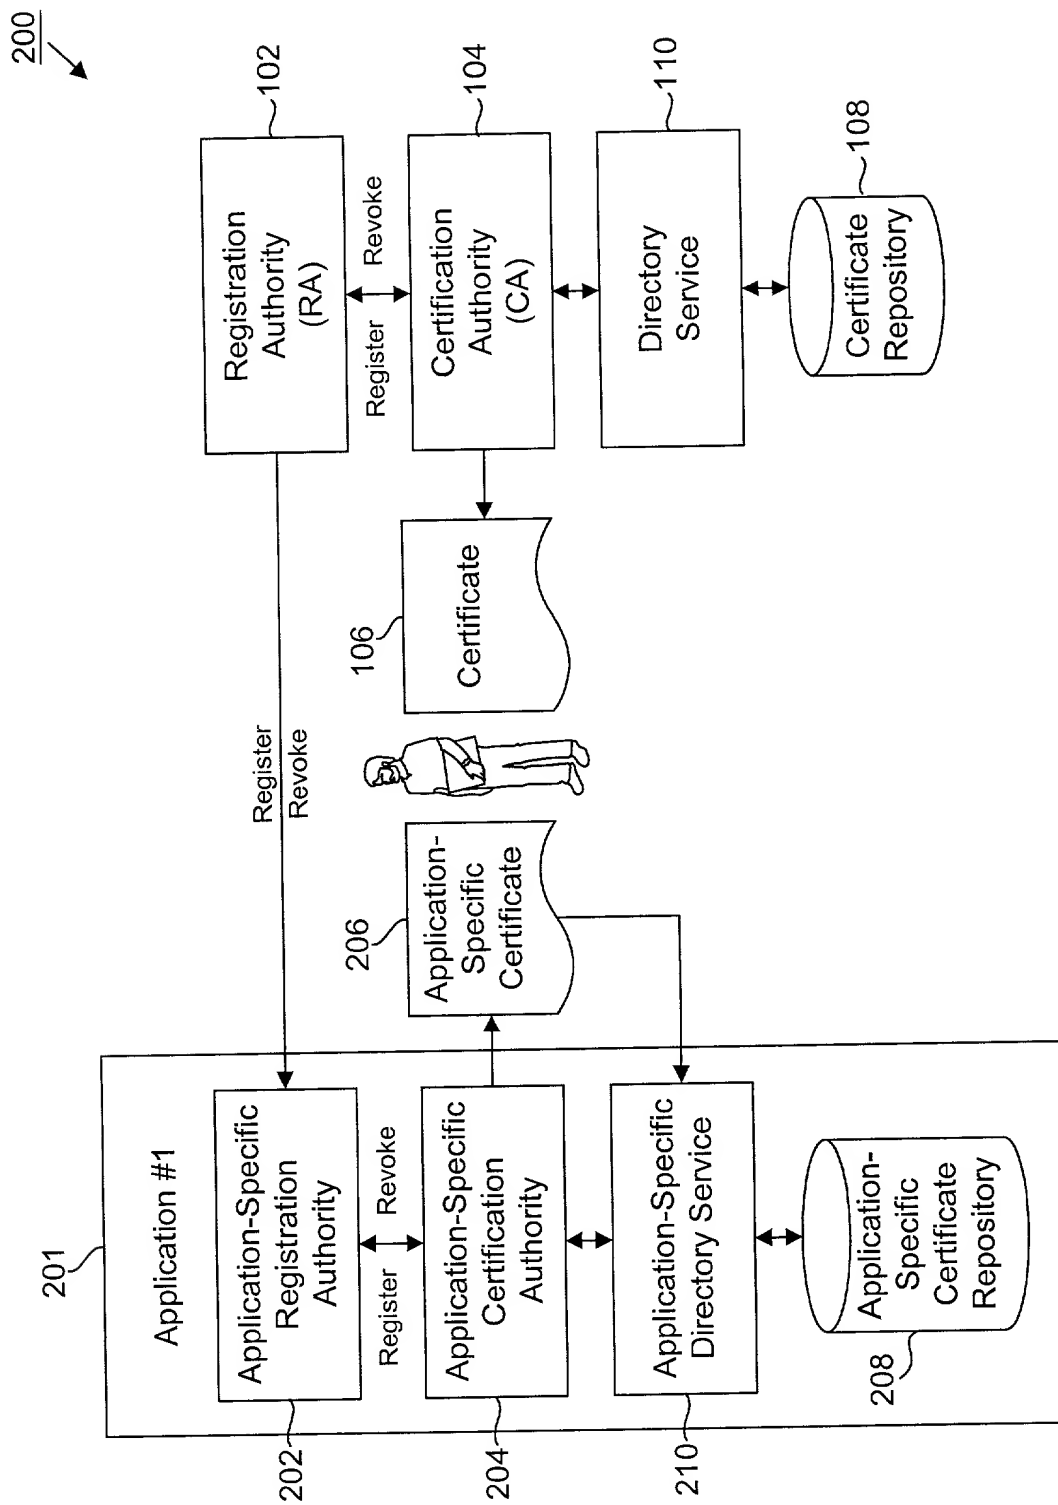 200
201
Application #1
Application-Specific
Registration
Authority
202
Register
Revoke
Application-Specific
Certification
Authority
204
Application-Specific
Directory Service
210
Application-
Specific
Certificate
Repository
208
Register
Revoke
206
Application-
Specific
Certificate
106
Certificate
Registration
Authority
(RA)
102
Register
Revoke
Certification
Authority
(CA)
104
Directory
Service
110
Certificate
Repository
108